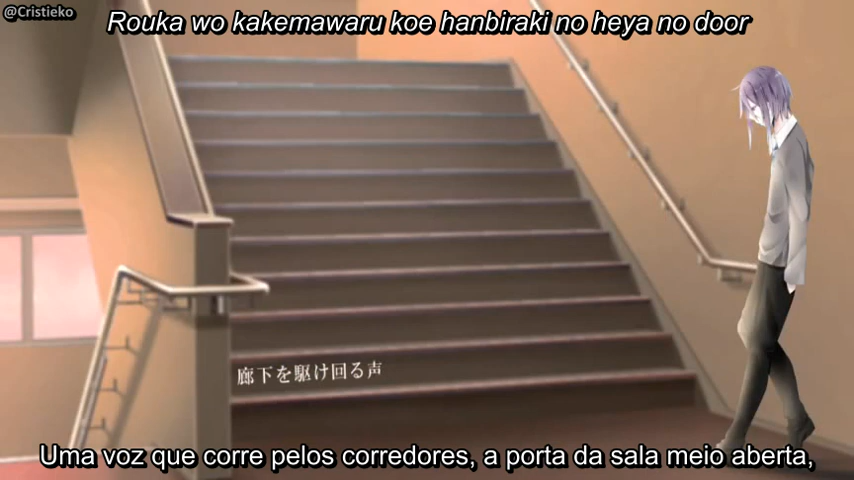 @Cristieko
Rouka wo kakemawaru koe hanbiraki no heya no door
廊下を駆け回る声
Uma voz que corre pelos corredores, a porta da sala meio aberta,